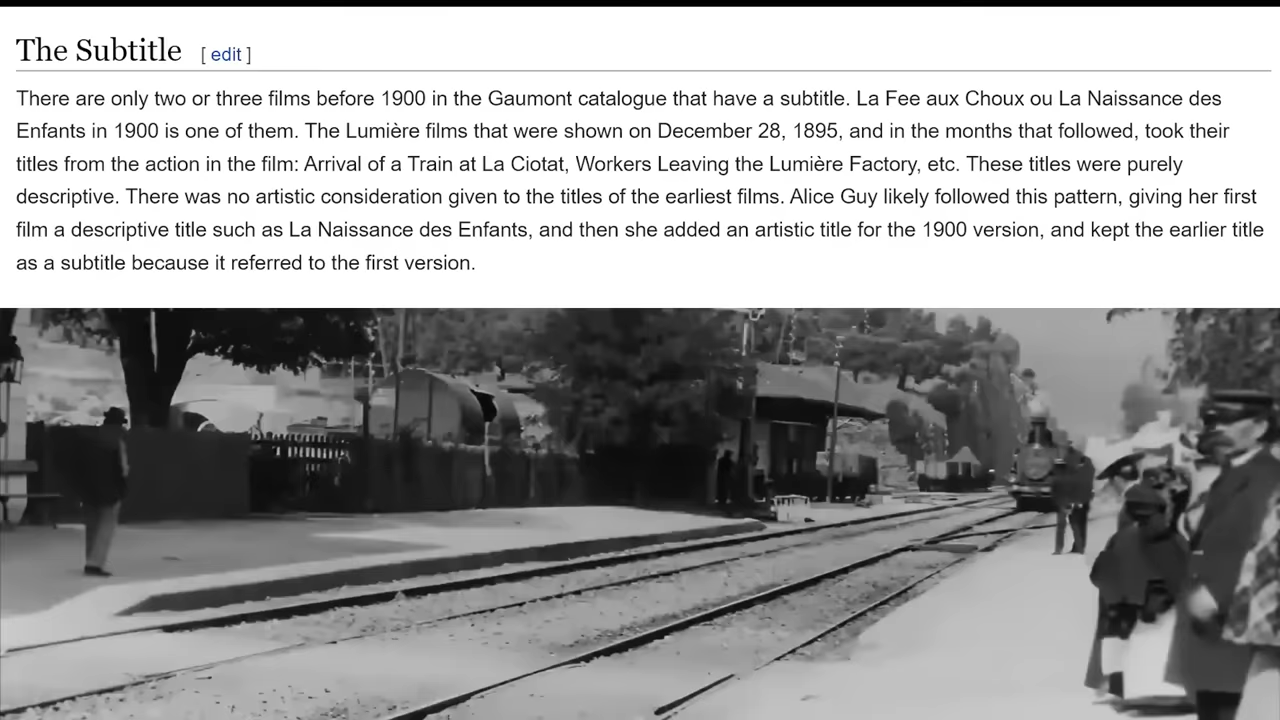 The Subtitle [ edit ]
There are only two or three films before 1900 in the Gaumont catalogue that have a subtitle. La Fee aux Choux ou La Naissance des
Enfants in 1900 is one of them. The Lumière films that were shown on December 28, 1895, and in the months that followed, took their
titles from the action in the film: Arrival of a Train at La Ciotat, Workers Leaving the Lumière Factory, etc. These titles were purely
descriptive. There was no artistic consideration given to the titles of the earliest films. Alice Guy likely followed this pattern, giving her first
film a descriptive title such as La Naissance des Enfants, and then she added an artistic title for the 1900 version, and kept the earlier title
as a subtitle because it referred to the first version.